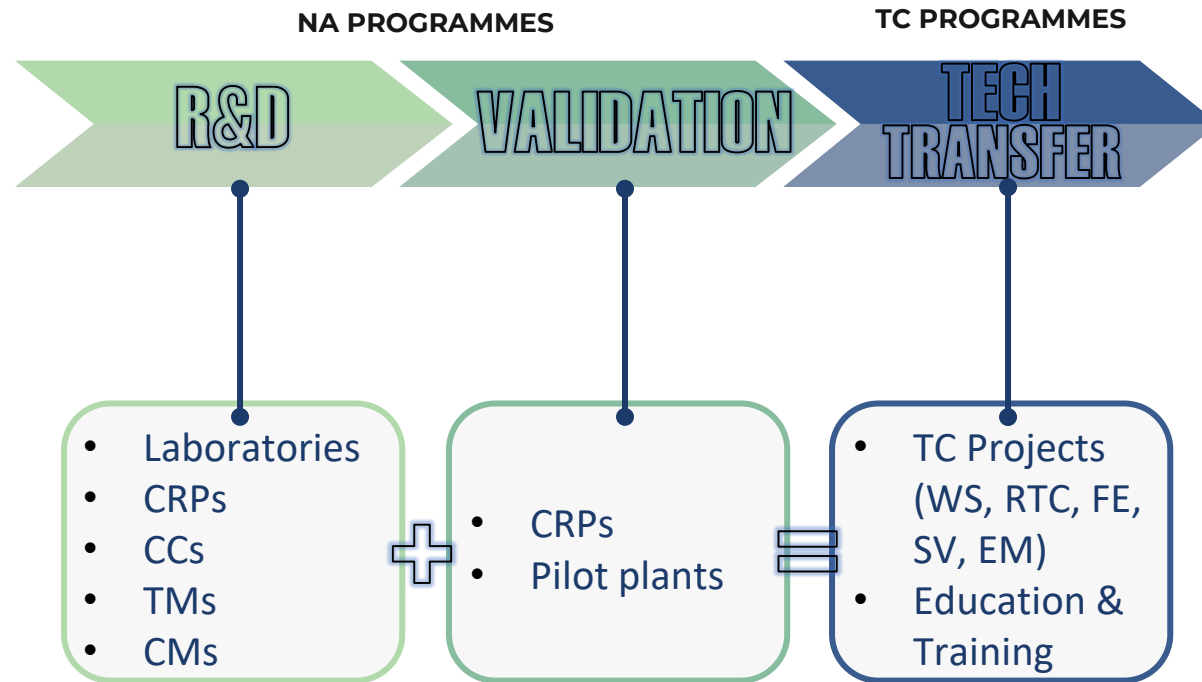 NA PROGRAMMES
TC PROGRAMMES
R&D
VALIDATION
TECH
TRANSFER
• Laboratories
• CRPs
• CCs
• TMs
• CMs
• CRPs
• Pilot plants
• TC Projects
(WS, RTC, FE,
SV, EM)
• Education &
Training